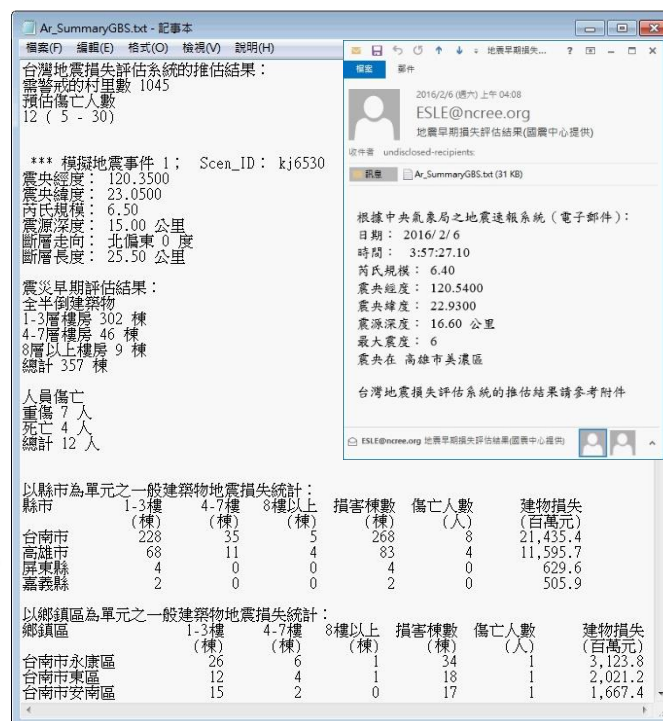 Ar_SummaryGBS.txt - 記事本
檔案(F) 編輯(E) 格式(O) 檢視(V) 說明(H)
台灣地震損失評估系統的推估結果：
需警戒的村里數 1045
預估傷亡人數
12 ( 5 - 30)
*** 模擬地震事件 1； Scen_ID： kj6530
震央經度： 120.3500
震央緯度： 23.0500
芮氏規模： 6.50
震源深度： 15.00 公里
斷層走向： 北偏東 0 度
斷層長度： 25.50 公里
震災早期評估結果：
全半倒建築物
1-3層樓房 302 棟
4-7層樓房 46 棟
8層以上樓房 9 棟
總計 357 棟
人員傷亡
重傷 7 人
死亡 4 人
總計 12 人
以縣市為單元之一般建築物地震損失統計：
縣市 1-3樓 4-7樓 8樓以上 損害棟數 傷亡人數 建物損失
(棟) (棟) (棟) (棟) (人) (百萬元)
台南市 228 35 5 268 8 21,435.4
高雄市 68 11 4 83 4 11,595.7
屏東縣 4 0 0 4 0 629.6
嘉義縣 2 0 0 2 0 505.9
以鄉鎮區為單元之一般建築物地震損失統計：
鄉鎮區 1-3樓 4-7樓 8樓以上 損害棟數 傷亡人數 建物損失
(棟) (棟) (棟) (棟) (人) (百萬元)
台南市永康區 26 6 1 34 1 3,123.8
台南市東區 12 4 1 18 1 2,021.2
台南市安南區 15 2 0 17 1 1,667.4
地震早期損失...
檔案 郵件
2016/2/6 (週六) 上午 04:08
ESLE@ncree.org
地震早期損失評估結果(國震中心提供)
收件者 undisclosed-recipients:
訊息 Ar_SummaryGBS.txt (31 KB)
根據中央氣象局之地震速報系統（電子郵件）：
日期： 2016/ 2/ 6
時間： 3:57:27.10
芮氏規模： 6.40
震央經度： 120.5400
震央緯度： 22.9300
震源深度： 16.60 公里
最大震度： 6
震央在 高雄市美濃區
台灣地震損失評估系統的推估結果請參考附件
ESLE@ncree.org 地震早期損失評估結果(國震中心提供)